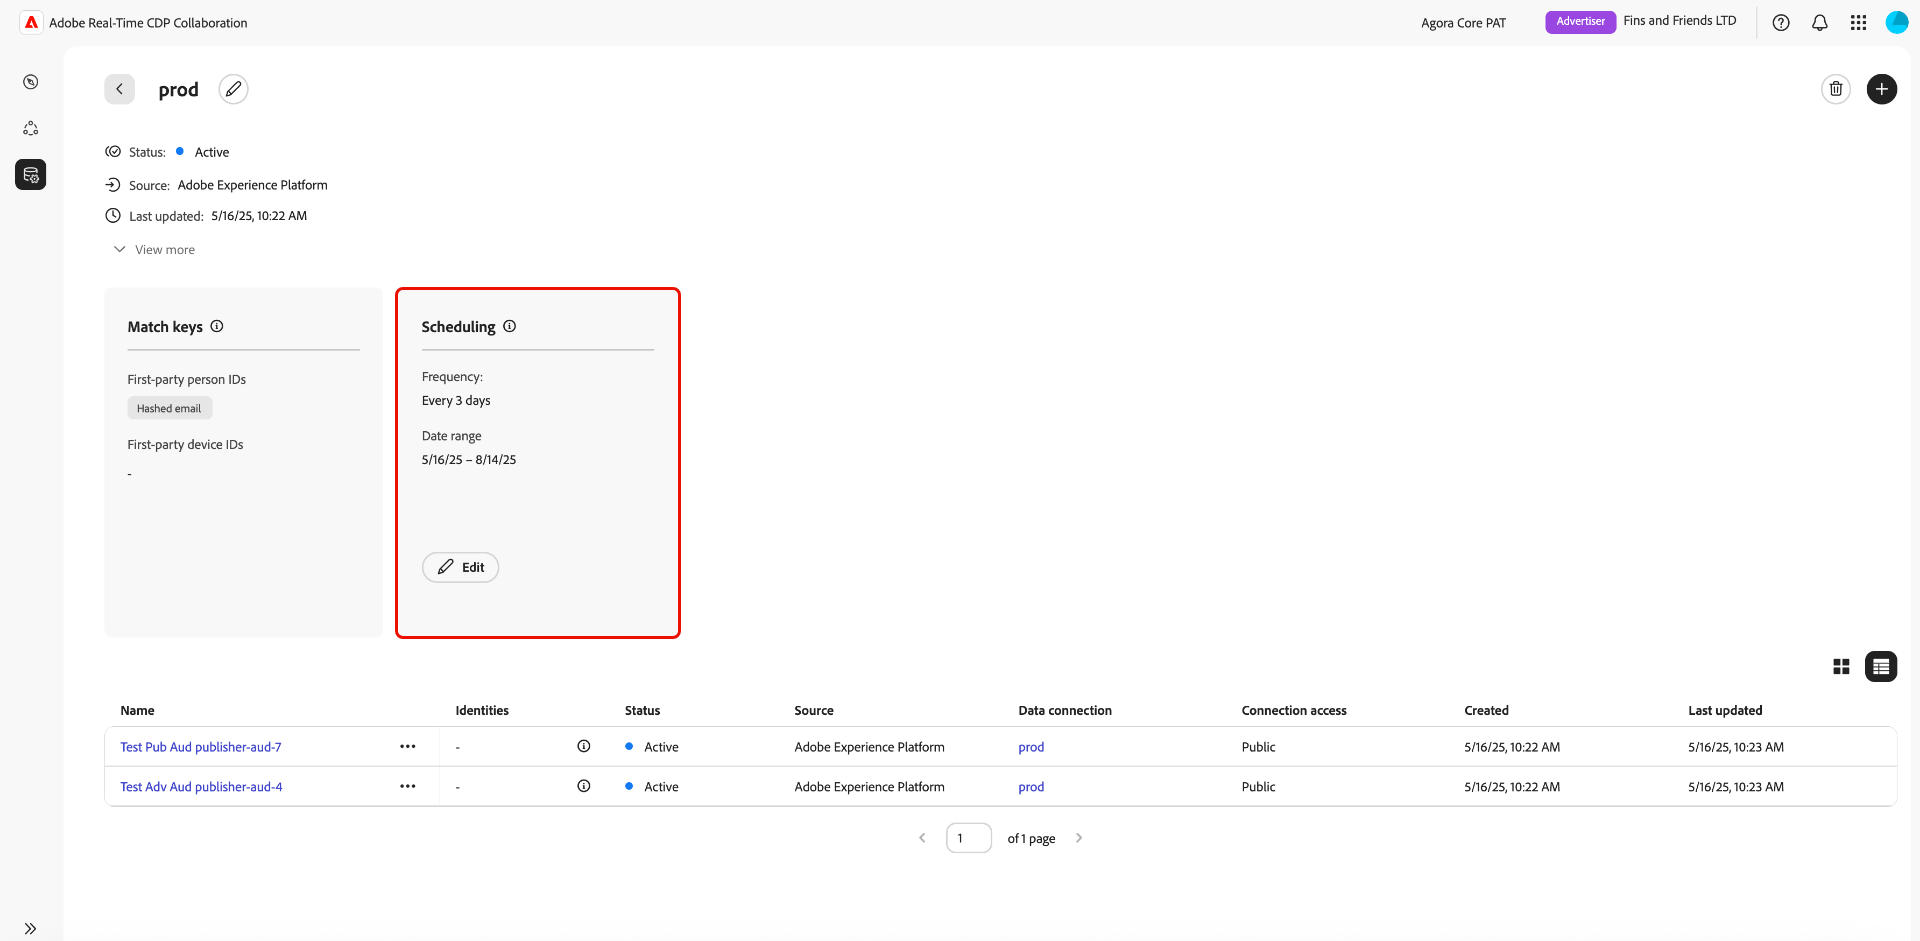 Adobe Real-Time CDP Collaboration
Agora Core PAT
Advertiser
Fins and Friends LTD
prod
Status: Active
Source: Adobe Experience Platform
Last updated: 5/16/25, 10:22 AM
View more
Match keys
First-party person IDs
Hashed email
First-party device IDs
-
Scheduling
Frequency:
Every 3 days
Date range
5/16/25 – 8/14/25
Edit
Name Identities Status Source Data connection Connection access Created Last updated
Test Pub Aud publisher-aud-7 ••• - Active Adobe Experience Platform prod Public 5/16/25, 10:22 AM 5/16/25, 10:23 AM
Test Adv Aud publisher-aud-4 ••• - Active Adobe Experience Platform prod Public 5/16/25, 10:22 AM 5/16/25, 10:23 AM
1 of 1 page